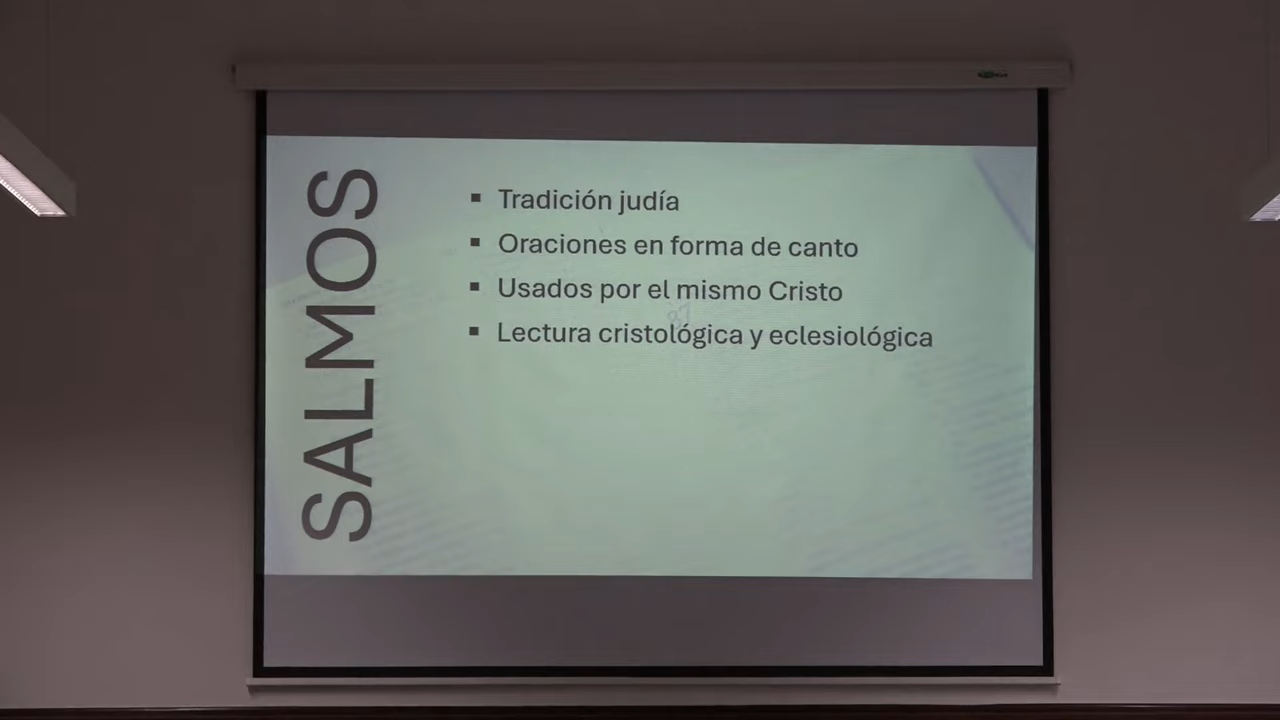 SALMOS
Tradición judía
Oraciones en forma de canto
Usados por el mismo Cristo
Lectura cristológica y eclesiológica